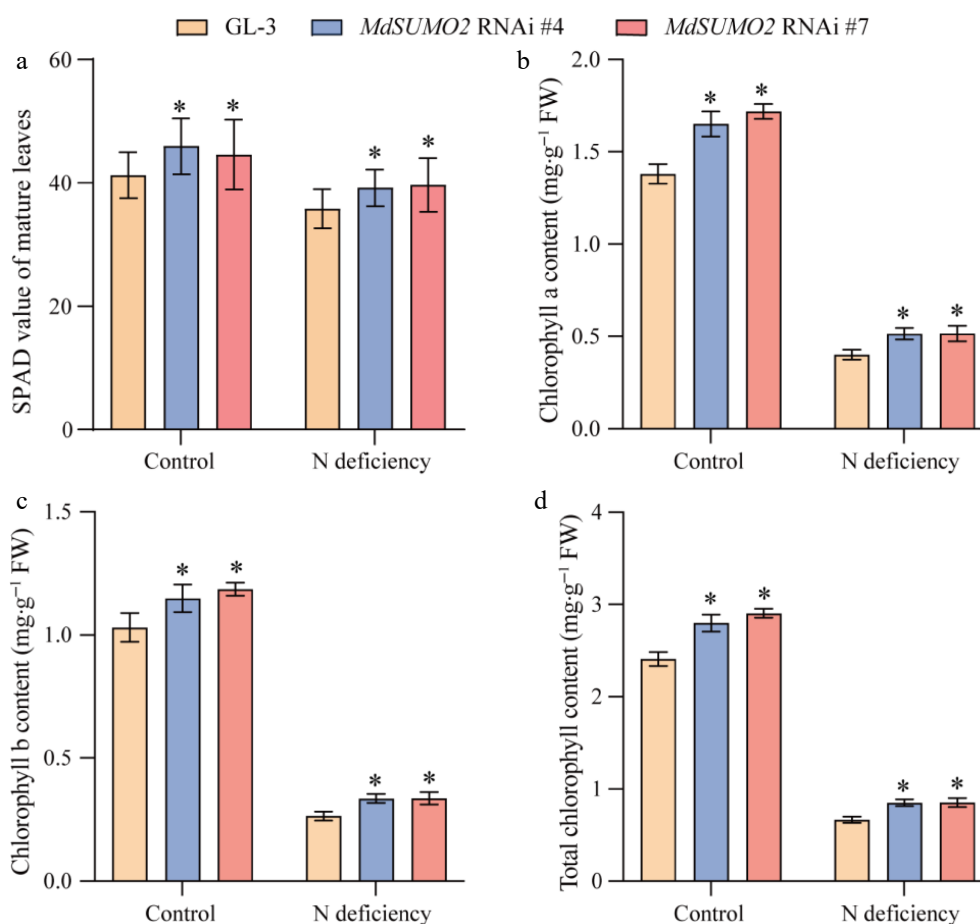 GL-3 MdSUMO2 RNAi #4 MdSUMO2 RNAi #7
a
SPAD value of mature leaves
60
40
20
0
* * * *
Control N deficiency
b
Chlorophyll a content (mg·g⁻¹ FW)
2.0
1.5
1.0
0.5
0.0
* * * *
Control N deficiency
c
Chlorophyll b content (mg·g⁻¹ FW)
1.5
1.0
0.5
0.0
* * * *
Control N deficiency
d
Total chlorophyll content (mg·g⁻¹ FW)
4
3
2
1
0
* * * *
Control N deficiency